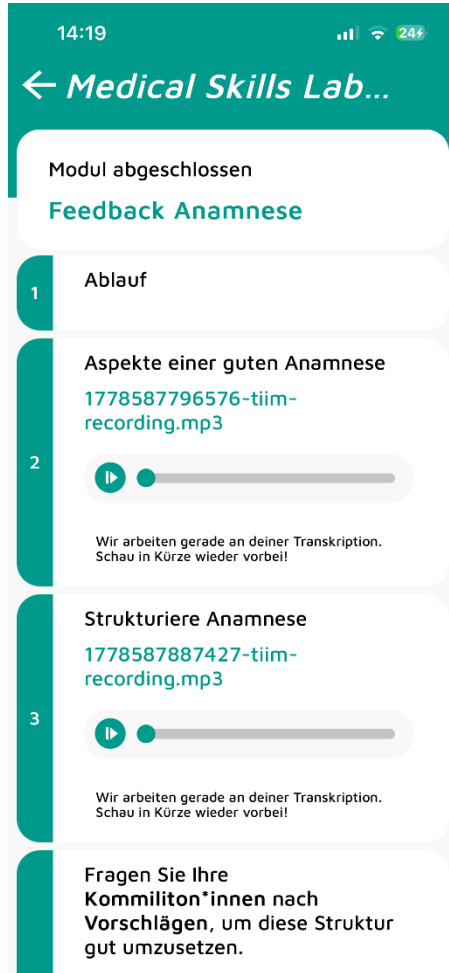 14:19
24
Medical Skills Lab...
Modul abgeschlossen
Feedback Anamnese
1
Ablauf
2
Aspekte einer guten Anamnese
1778587796576-tiim-
recording.mp3
Wir arbeiten gerade an deiner Transkription.
Schau in Kürze wieder vorbei!
3
Strukturiere Anamnese
1778587887427-tiim-
recording.mp3
Wir arbeiten gerade an deiner Transkription.
Schau in Kürze wieder vorbei!
Fragen Sie Ihre
Kommiliton*innen nach
Vorschlägen, um diese Struktur
gut umzusetzen.